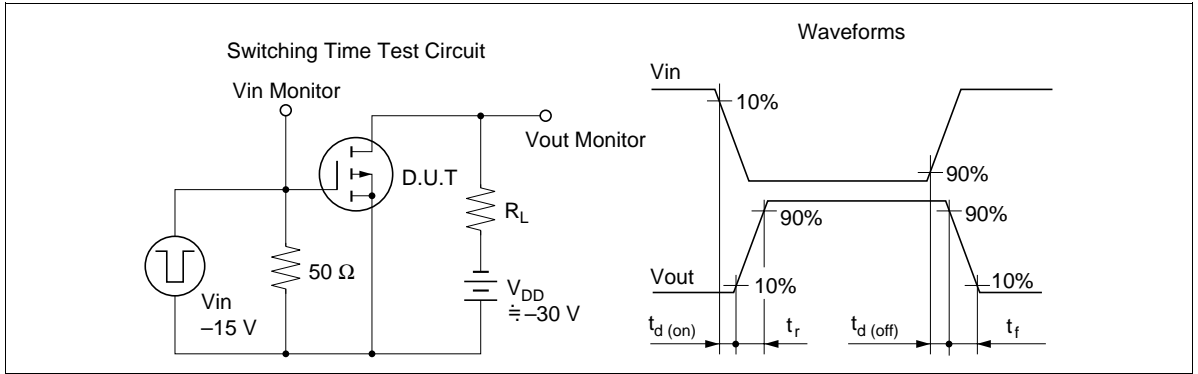 Switching Time Test Circuit
Vin Monitor
Vout Monitor
D.U.T
R_L
50 Ω
Vin
–15 V
V_DD
≒ –30 V
Waveforms
Vin
10%
90%
90%
90%
Vout
10%
10%
t_d (on)
t_r
t_d (off)
t_f